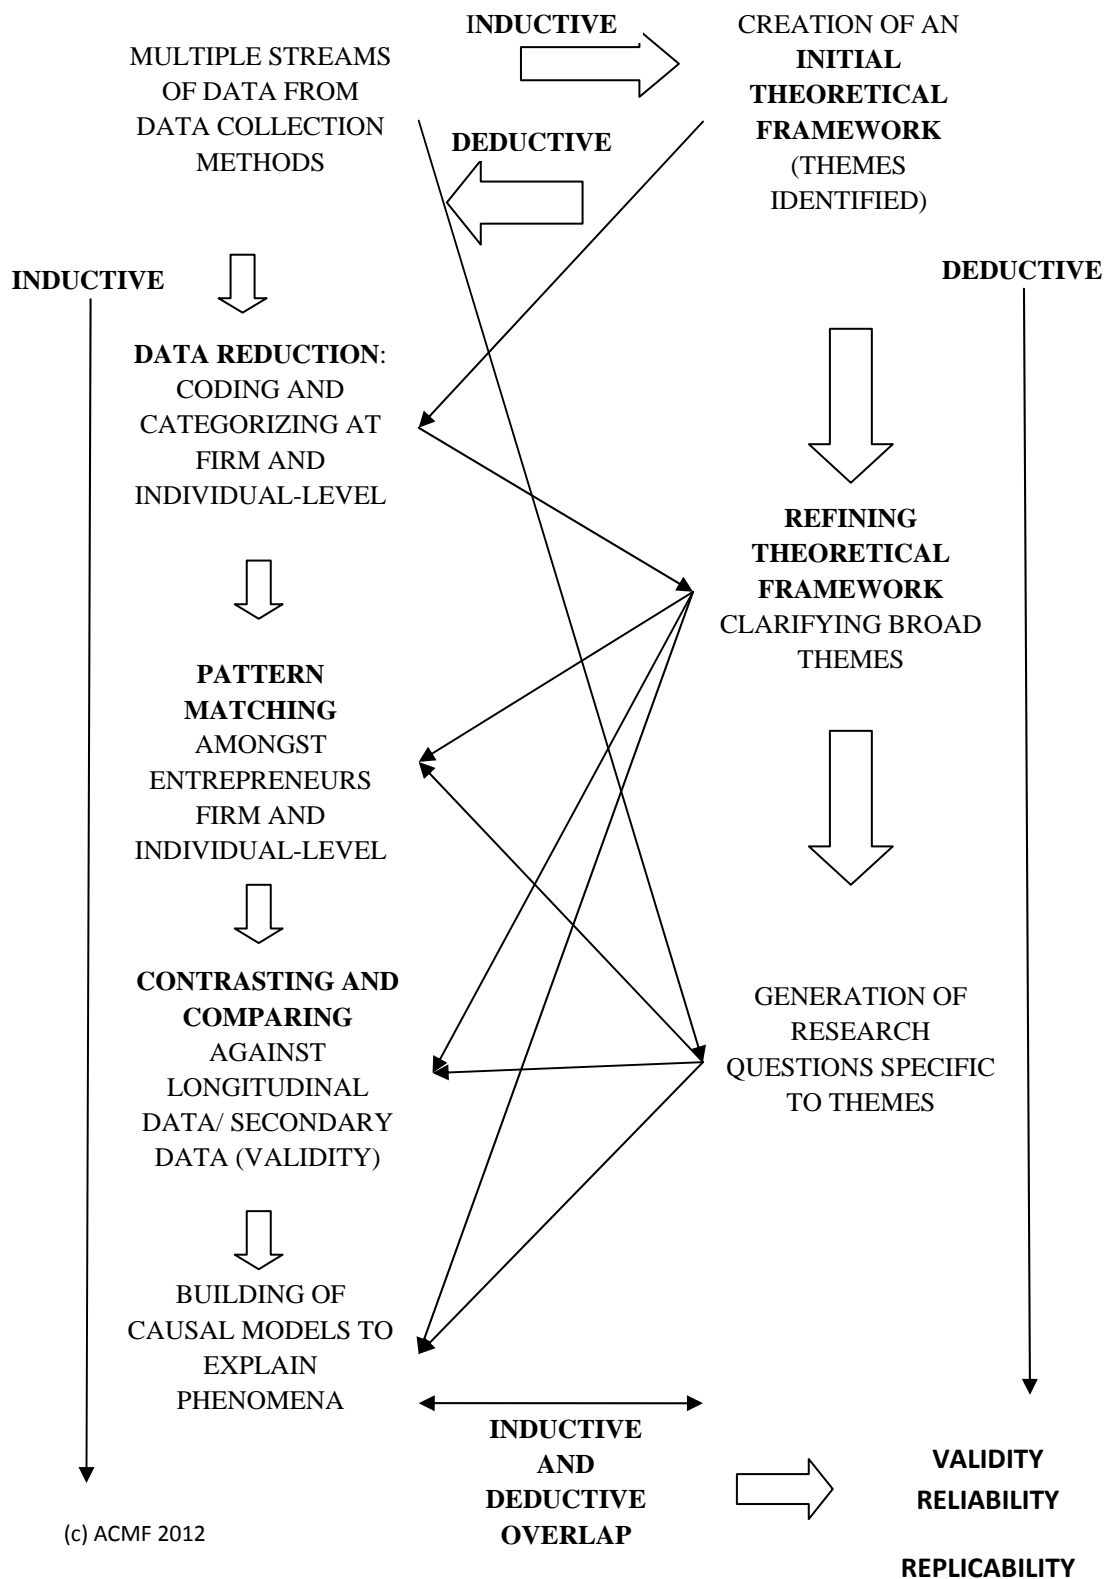 INDUCTIVE
MULTIPLE STREAMS
OF DATA FROM
DATA COLLECTION
METHODS
CREATION OF AN
INITIAL
THEORETICAL
FRAMEWORK
(THEMES
IDENTIFIED)
DEDUCTIVE
INDUCTIVE
DEDUCTIVE
DATA REDUCTION:
CODING AND
CATEGORIZING AT
FIRM AND
INDIVIDUAL-LEVEL
REFINING
THEORETICAL
FRAMEWORK
CLARIFYING BROAD
THEMES
PATTERN
MATCHING
AMONGST
ENTREPRENEURS
FIRM AND
INDIVIDUAL-LEVEL
CONTRASTING AND
COMPARING
AGAINST
LONGITUDINAL
DATA/ SECONDARY
DATA (VALIDITY)
GENERATION OF
RESEARCH
QUESTIONS SPECIFIC
TO THEMES
BUILDING OF
CAUSAL MODELS TO
EXPLAIN
PHENOMENA
INDUCTIVE
AND
DEDUCTIVE
OVERLAP
VALIDITY
RELIABILITY
REPLICABILITY
(c) ACMF 2012